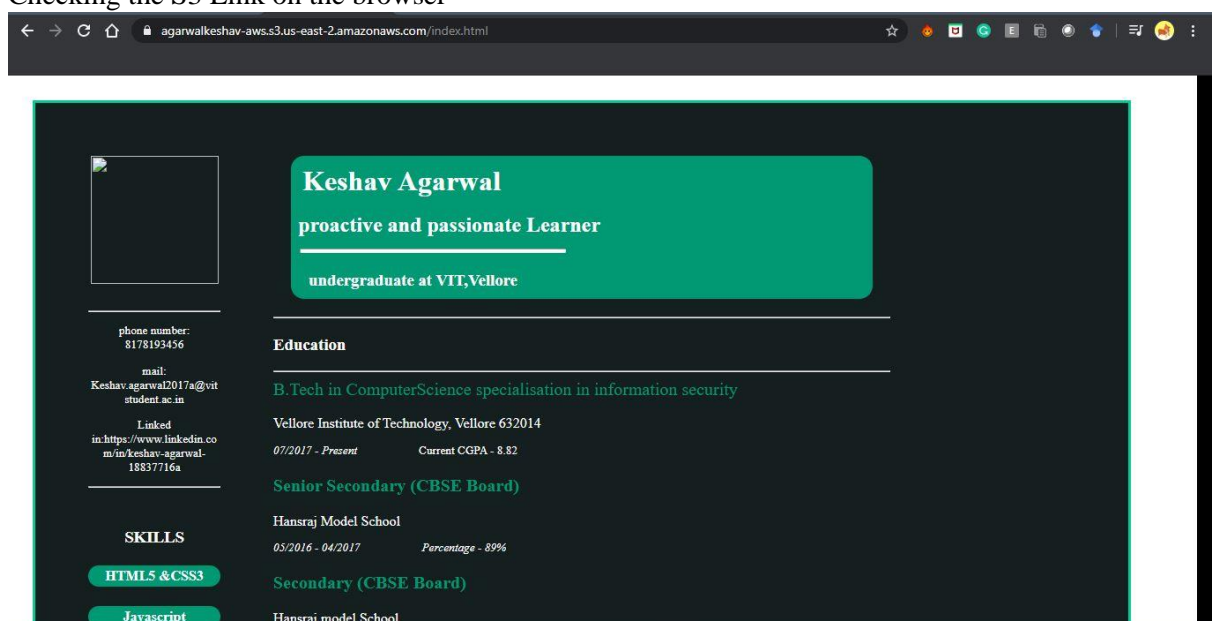 Checking the S3 Link on the browser
agarwalkeshav-aws.s3.us-east-2.amazonaws.com/index.html
Keshav Agarwal
proactive and passionate Learner
undergraduate at VIT,Vellore
phone number:
8178193456
mail:
Keshav.agarwal2017a@vit
student.ac.in
Linked
in:https://www.linkedin.co
m/in/keshav-agarwal-
18837716a
SKILLS
HTML5 &CSS3
Javascript
Education
B.Tech in ComputerScience specialisation in information security
Vellore Institute of Technology, Vellore 632014
07/2017 - Present Current CGPA - 8.82
Senior Secondary (CBSE Board)
Hansraj Model School
05/2016 - 04/2017 Percentage - 89%
Secondary (CBSE Board)
Hansraj model School